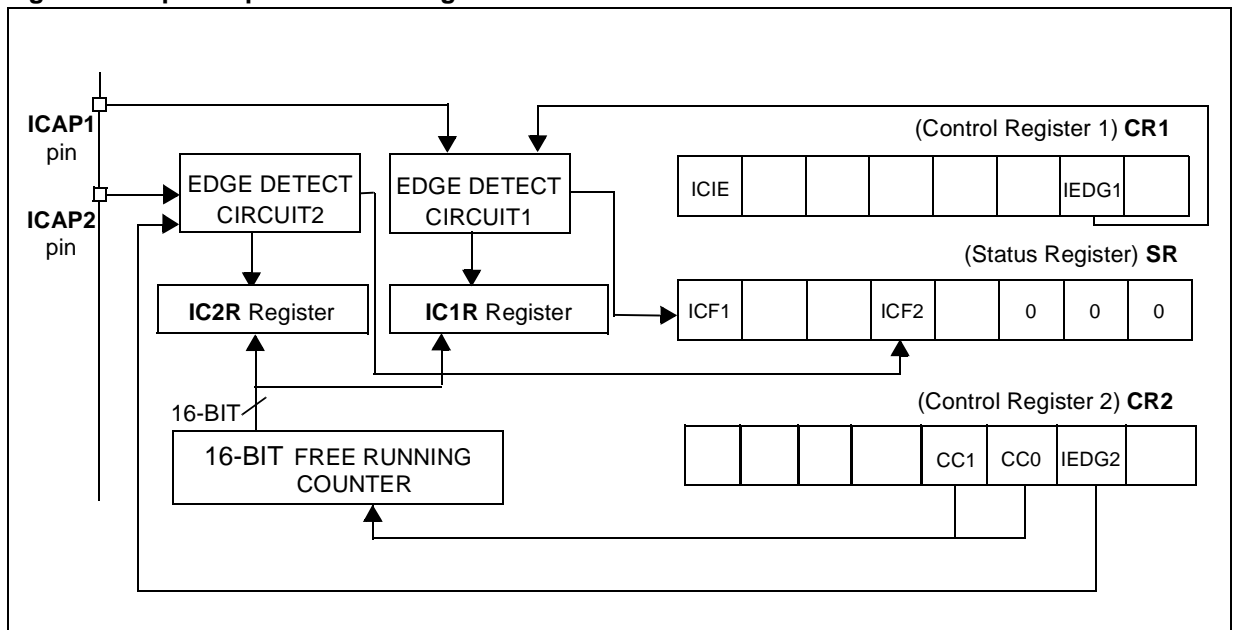 ICAP1
pin
ICAP2
pin
EDGE DETECT
CIRCUIT2
EDGE DETECT
CIRCUIT1
IC2R Register
IC1R Register
16-BIT
16-BIT FREE RUNNING
COUNTER
(Control Register 1) CR1
ICIE
IEDG1
(Status Register) SR
ICF1
ICF2
0
0
0
(Control Register 2) CR2
CC1
CC0
IEDG2